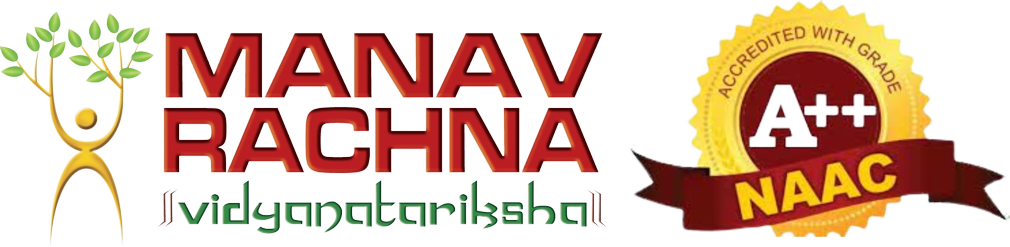 MANAV
RACHNA
||vidyanatariksha||
ACCREDITED WITH GRADE
A++
NAAC